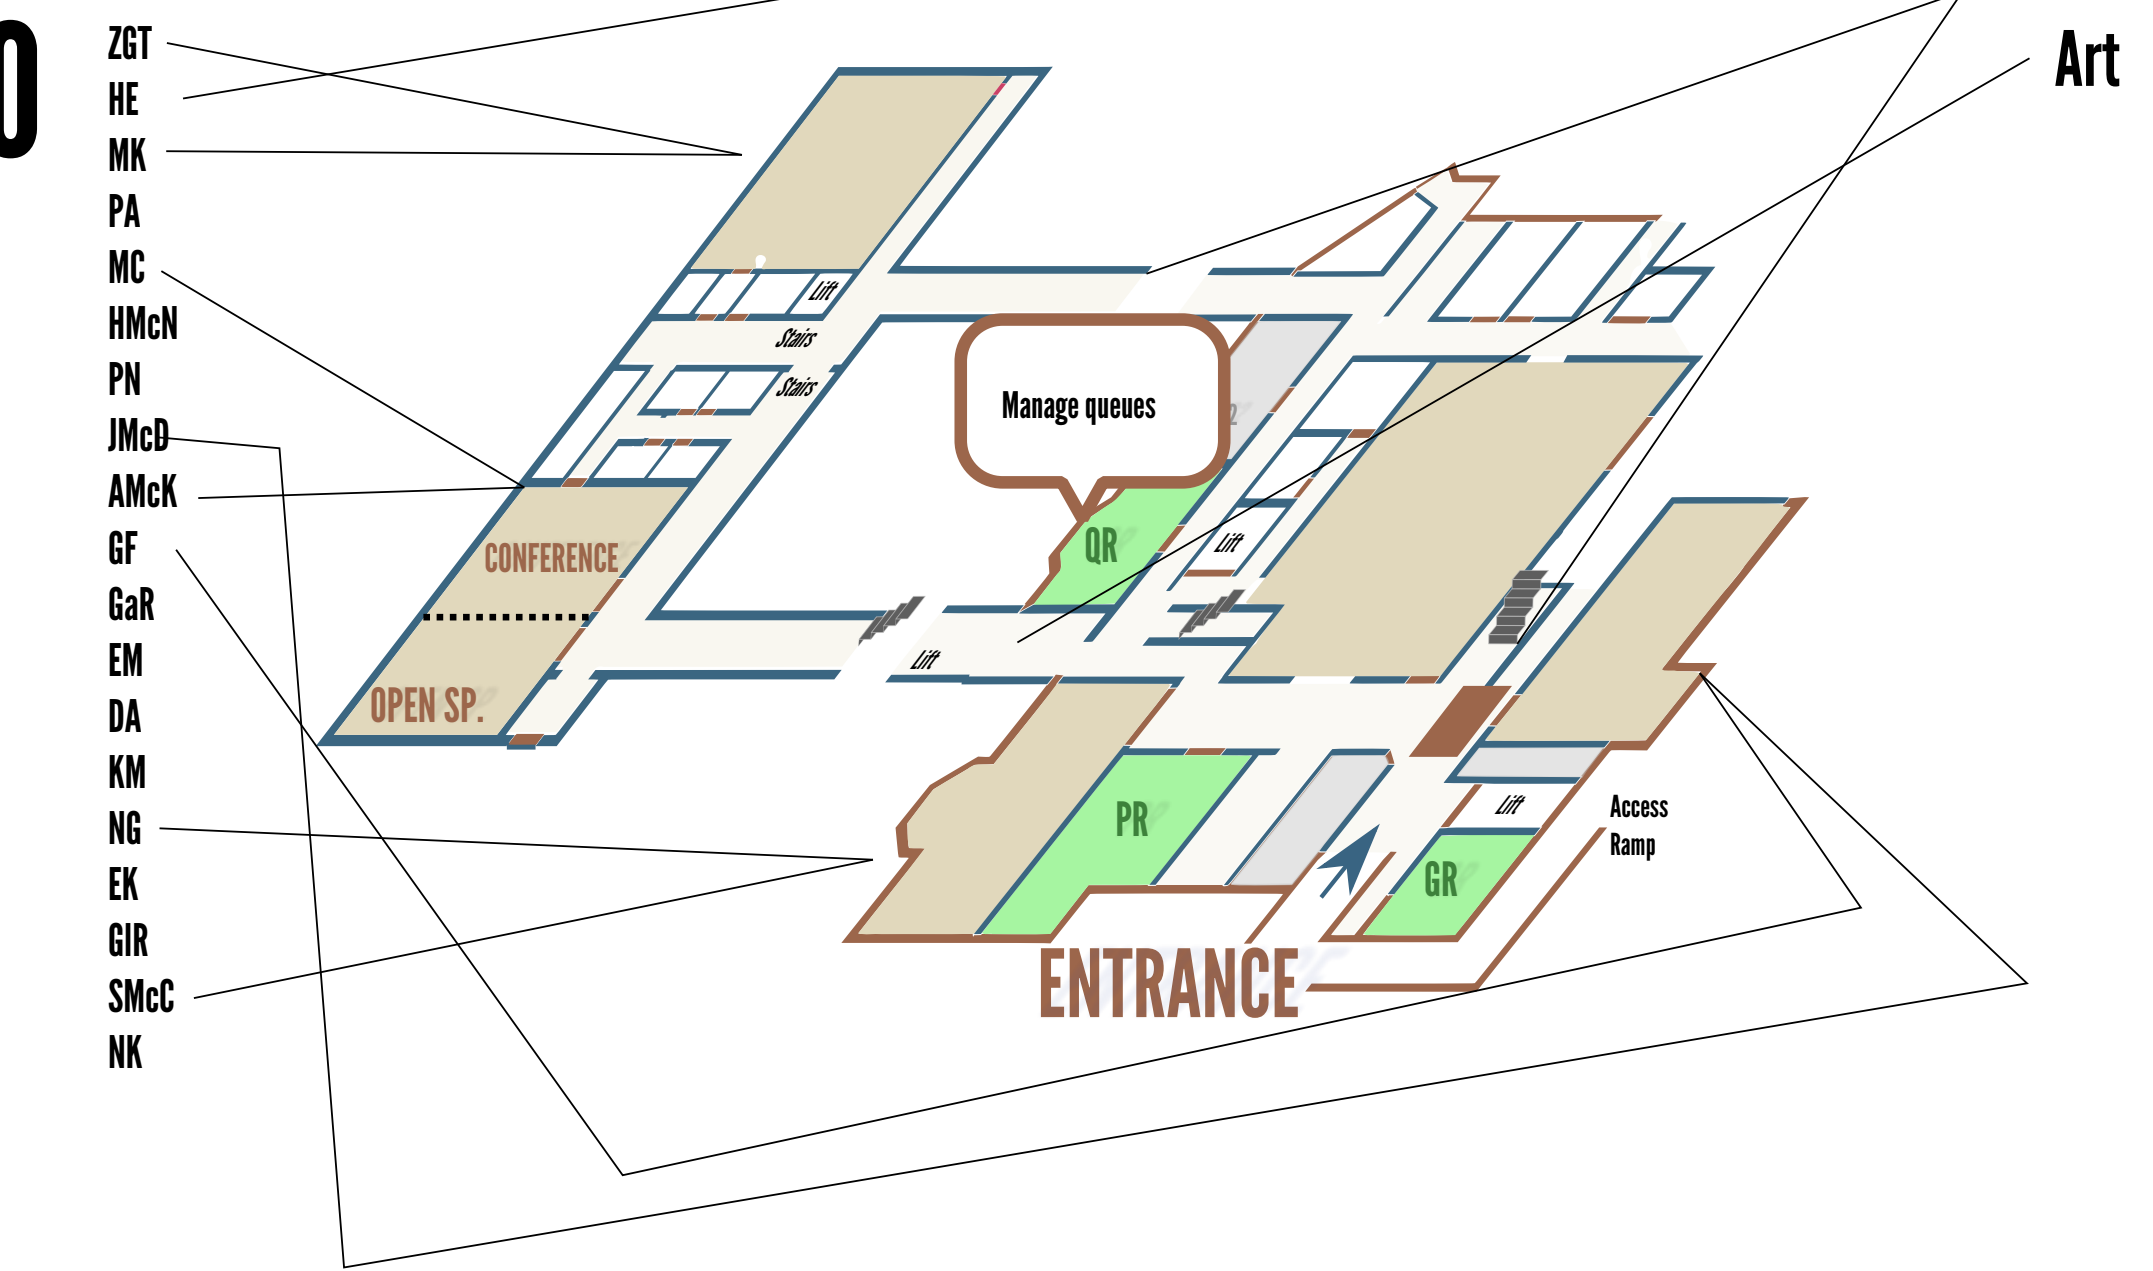 0
ZGT
HE
MK
PA
MC
HMcN
PN
JMcD
AMcK
GF
GaR
EM
DA
KM
NG
EK
GIR
SMcC
NK
Art
Lift
Stairs
Stairs
Manage queues
CONFERENCE
QR
Lift
Lift
OPEN SP.
PR
Lift
Access
Ramp
GR
ENTRANCE